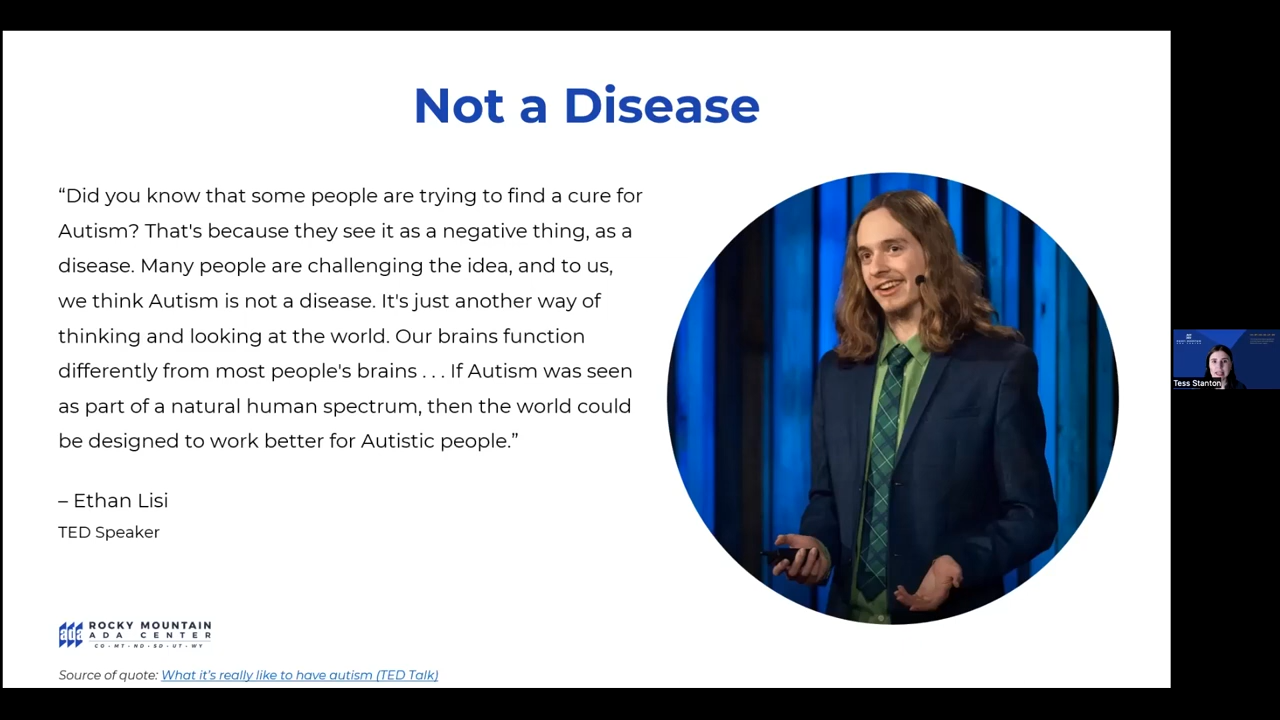 Not a Disease
“Did you know that some people are trying to find a cure for
Autism? That's because they see it as a negative thing, as a
disease. Many people are challenging the idea, and to us,
we think Autism is not a disease. It's just another way of
thinking and looking at the world. Our brains function
differently from most people's brains . . . If Autism was seen
as part of a natural human spectrum, then the world could
be designed to work better for Autistic people.”
– Ethan Lisi
TED Speaker
Tess Stanton
ada
ROCKY MOUNTAIN
ADA CENTER
CO · MT · ND · SD · UT · WY
Source of quote: What it’s really like to have autism (TED Talk)